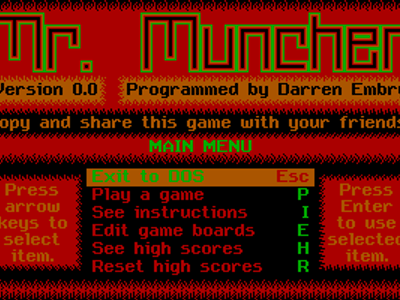 Mr. Muncher
Version 0.0 Programmed by Darren Embry
opy and share this game with your friends
MAIN MENU
Exit to DOS Esc
Play a game P
See instructions I
Edit game boards E
See high scores H
Reset high scores R
Press
arrow
keys to
select
item.
Press
Enter
to use
selected
item.